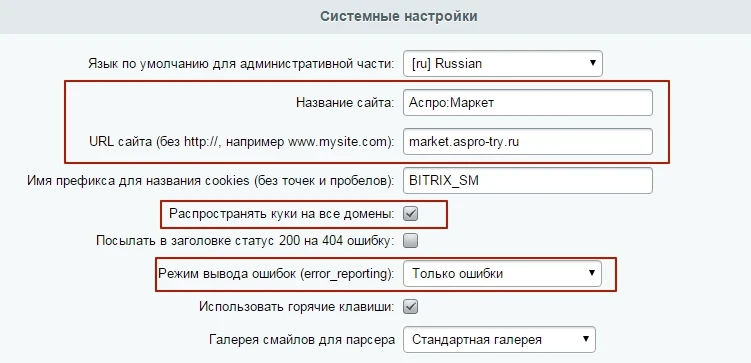 Системные настройки
Язык по умолчанию для административной части: [ru] Russian
Название сайта: Аспро:Маркет
URL сайта (без http://, например www.mysite.com): market.aspro-try.ru
Имя префикса для названия cookies (без точек и пробелов): BITRIX_SM
Распространять куки на все домены:
Посылать в заголовке статус 200 на 404 ошибку:
Режим вывода ошибок (error_reporting): Только ошибки
Использовать горячие клавиши:
Галерея смайлов для парсера Стандартная галерея